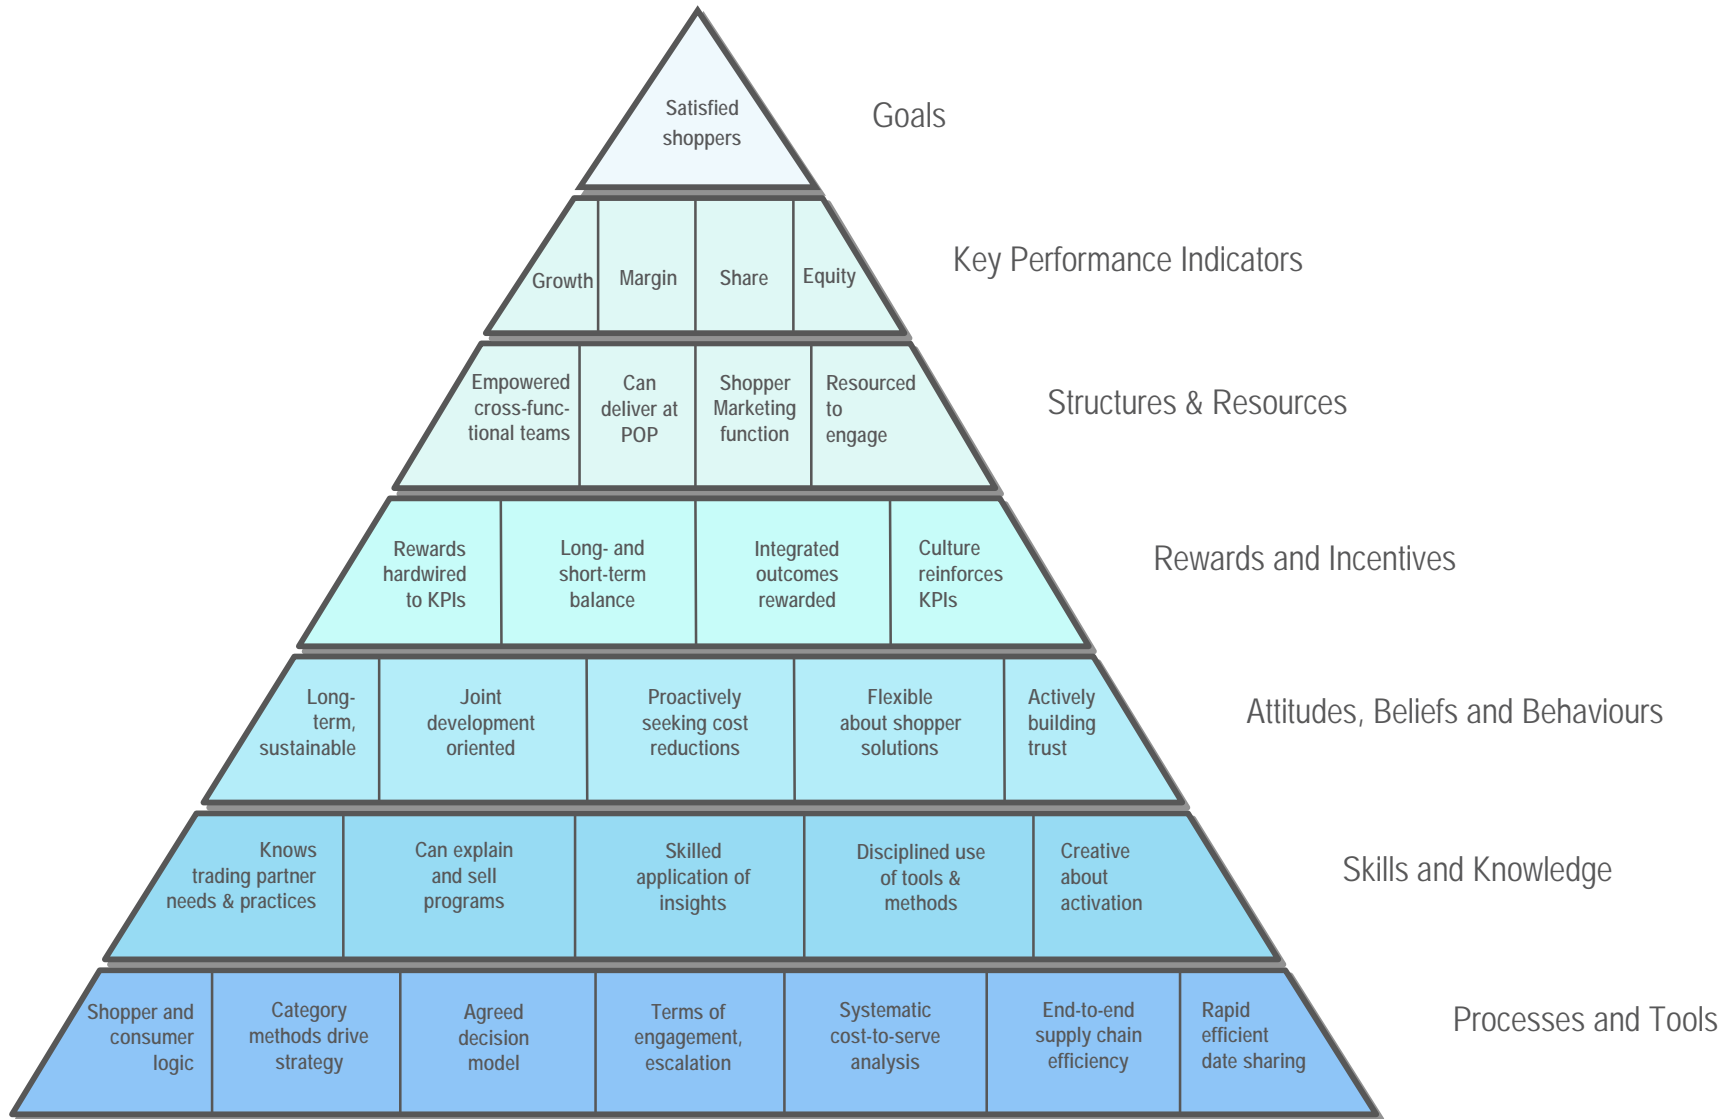 Satisfied
shoppers
Goals
Growth
Margin
Share
Equity
Key Performance Indicators
Empowered
cross-func-
tional teams
Can
deliver at
POP
Shopper
Marketing
function
Resourced
to
engage
Structures & Resources
Rewards
hardwired
to KPIs
Long- and
short-term
balance
Integrated
outcomes
rewarded
Culture
reinforces
KPIs
Rewards and Incentives
Long-
term,
sustainable
Joint
development
oriented
Proactively
seeking cost
reductions
Flexible
about shopper
solutions
Actively
building
trust
Attitudes, Beliefs and Behaviours
Knows
trading partner
needs & practices
Can explain
and sell
programs
Skilled
application of
insights
Disciplined use
of tools &
methods
Creative
about
activation
Skills and Knowledge
Shopper and
consumer
logic
Category
methods drive
strategy
Agreed
decision
model
Terms of
engagement,
escalation
Systematic
cost-to-serve
analysis
End-to-end
supply chain
efficiency
Rapid
efficient
date sharing
Processes and Tools